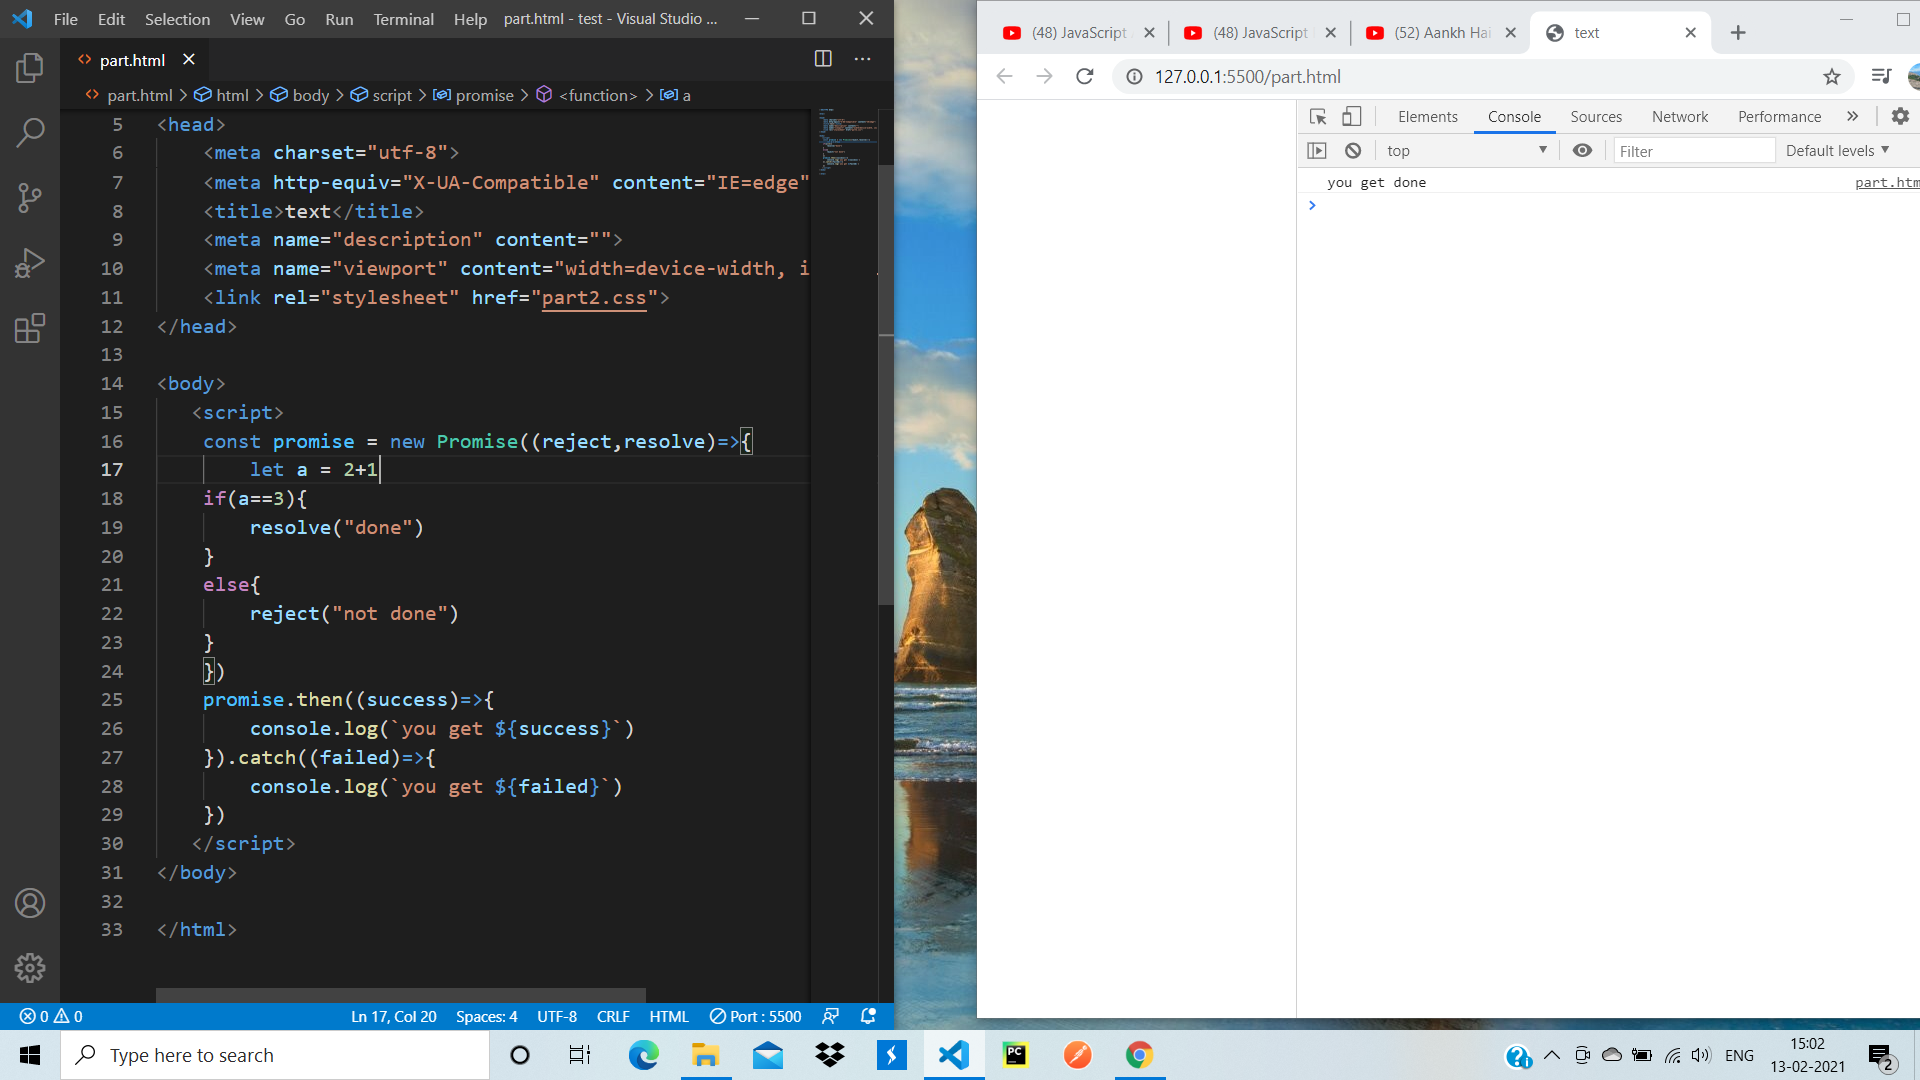 File Edit Selection View Go Run Terminal Help part.html - test - Visual Studio ...
part.html
part.html > html > body > script > promise > <function> > a
5 <head>
6 <meta charset="utf-8">
7 <meta http-equiv="X-UA-Compatible" content="IE=edge"
8 <title>text</title>
9 <meta name="description" content="">
10 <meta name="viewport" content="width=device-width, i
11 <link rel="stylesheet" href="part2.css">
12 </head>
13
14 <body>
15 <script>
16 const promise = new Promise((reject,resolve)=>{
17 let a = 2+1
18 if(a==3){
19 resolve("done")
20 }
21 else{
22 reject("not done")
23 }
24 })
25 promise.then((success)=>{
26 console.log(`you get ${success}`)
27 }).catch((failed)=>{
28 console.log(`you get ${failed}`)
29 })
30 </script>
31 </body>
32
33 </html>
0 0 Ln 17, Col 20 Spaces: 4 UTF-8 CRLF HTML Port : 5500
(48) JavaScript (48) JavaScript (52) Aankh Hai text
127.0.0.1:5500/part.html
Elements Console Sources Network Performance »
top Filter Default levels
you get done part.htm
>
Type here to search
PC
ENG
15:02
13-02-2021
2